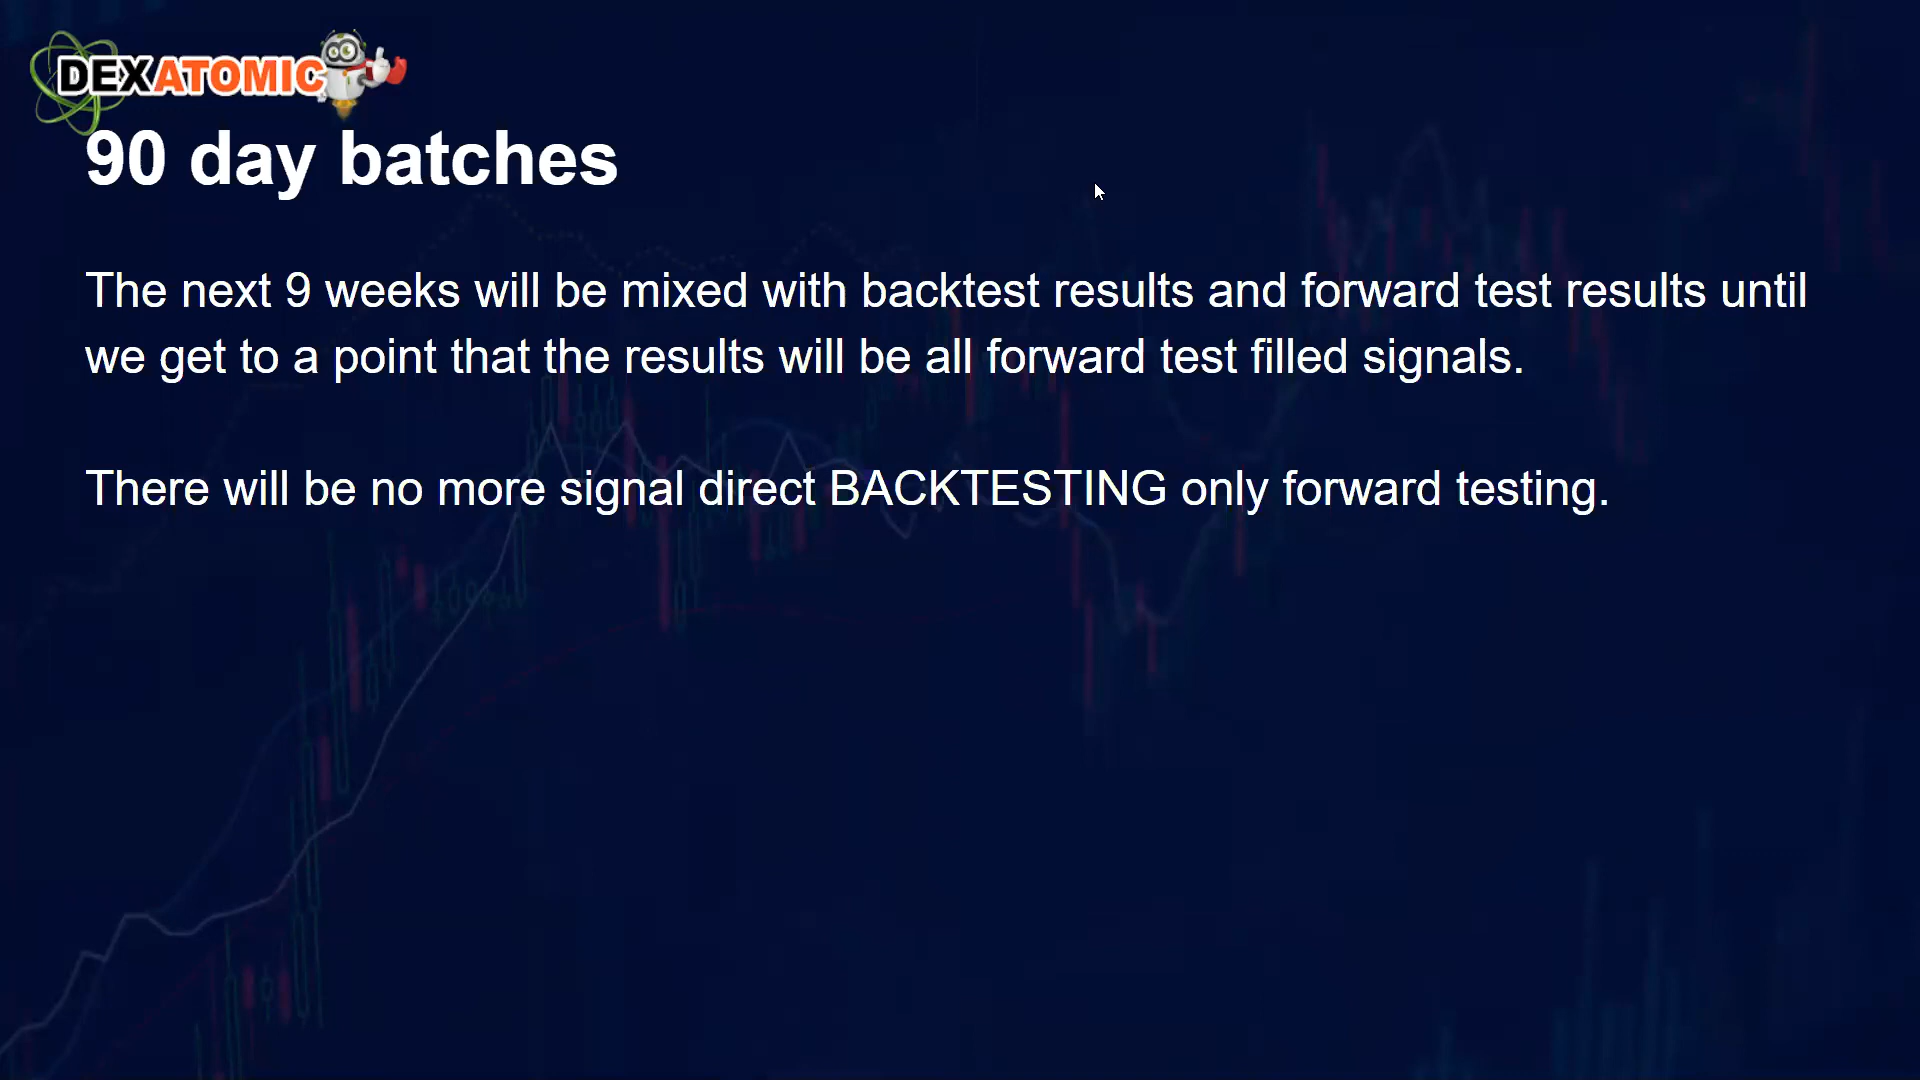 DEXATOMIC
90 day batches
The next 9 weeks will be mixed with backtest results and forward test results until
we get to a point that the results will be all forward test filled signals.
There will be no more signal direct BACKTESTING only forward testing.